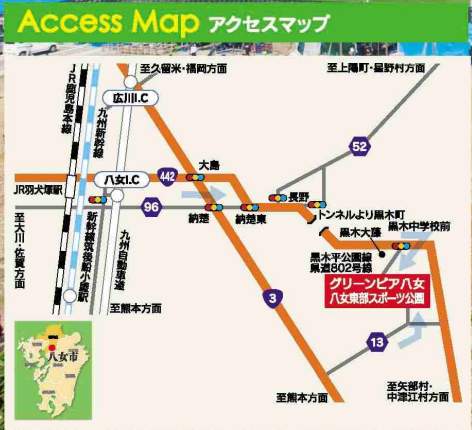 Access Map アクセスマップ
至久留米・福岡方面
至上陽町・星野村方面
JR鹿児島本線
九州新幹線
広川I.C
52
大島
八女I.C
442
JR羽犬塚駅
長野
96
納楚
納楚東
トンネルより黒木町
黒木大藤
黒木中学校前
至大川・佐賀方面
新幹線筑後船小屋駅
九州自動車道
黒木平公園線
県道802号線
グリーンピア八女
八女東部スポーツ公園
3
至熊本方面
13
八女市
至熊本方面
至矢部村・
中津江村方面